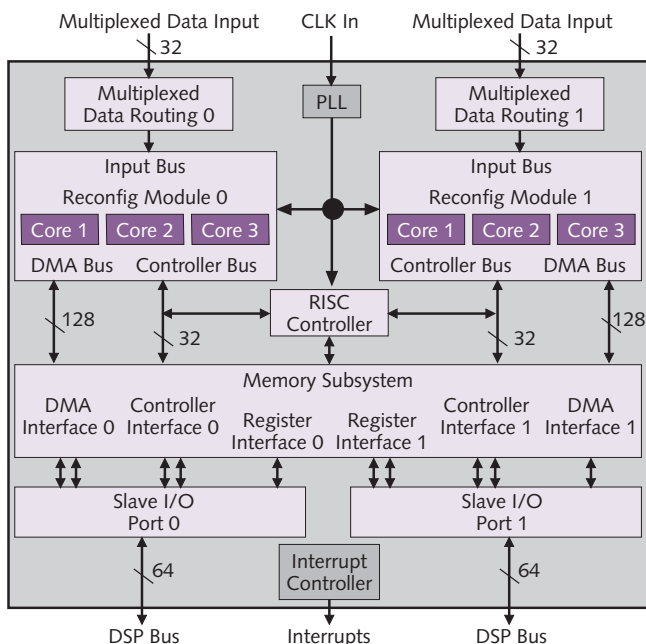 Multiplexed Data Input
CLK In
Multiplexed Data Input
32
32
Multiplexed
Data Routing 0
PLL
Multiplexed
Data Routing 1
Input Bus
Reconfig Module 0
Core 1 Core 2 Core 3
DMA Bus Controller Bus
Input Bus
Reconfig Module 1
Core 1 Core 2 Core 3
Controller Bus DMA Bus
RISC
Controller
128
32
32
128
Memory Subsystem
DMA
Interface 0
Controller
Interface 0
Register
Interface 0
Register
Interface 1
Controller
Interface 1
DMA
Interface 1
Slave I/O
Port 0
Slave I/O
Port 1
Interrupt
Controller
64
64
DSP Bus
Interrupts
DSP Bus